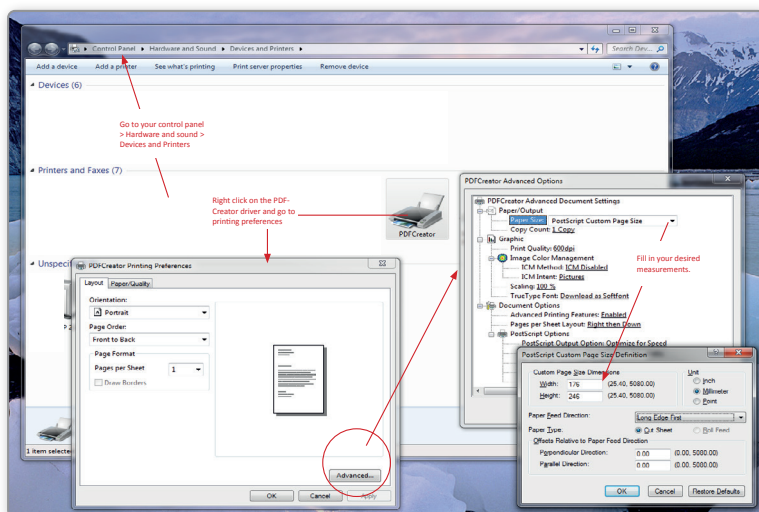 Control Panel ▸ Hardware and Sound ▸ Devices and Printers ▸
Search Dev...
Add a device
Add a printer
See what's printing
Print server properties
Remove device
Devices (6)
Go to your control panel
> Hardware and sound >
Devices and Printers
Printers and Faxes (7)
Right click on the PDF-
Creator driver and go to
printing preferences
PDFCreator
Unspecif
1 item selected
PDFCreator Printing Preferences
Layout
Paper/Quality
Orientation:
Portrait
Page Order:
Front to Back
Page Format
Pages per Sheet
1
Draw Borders
Advanced...
OK
Cancel
Apply
PDFCreator Advanced Options
PDFCreator Advanced Document Settings
Paper/Output
Paper Size: PostScript Custom Page Size
Copy Count: 1 Copy
Graphic
Print Quality: 600dpi
Image Color Management
ICM Method: ICM Disabled
ICM Intent: Pictures
Scaling: 100 %
TrueType Font: Download as Softfont
Document Options
Advanced Printing Features: Enabled
Pages per Sheet Layout: Right then Down
PostScript Options
PostScript Output Option: Optimize for Speed
Fill in your desired
measurements.
PostScript Custom Page Size Definition
Custom Page Size Dimensions
Width: 176 (25.40, 5080.00)
Height: 246 (25.40, 5080.00)
Unit
Inch
Millimeter
Point
Paper Feed Direction: Long Edge First
Paper Type: Cut Sheet Roll Feed
Offsets Relative to Paper Feed Direction
Perpendicular Direction: 0.00 (0.00, 5080.00)
Parallel Direction: 0.00 (0.00, 5080.00)
OK
Cancel
Restore Defaults